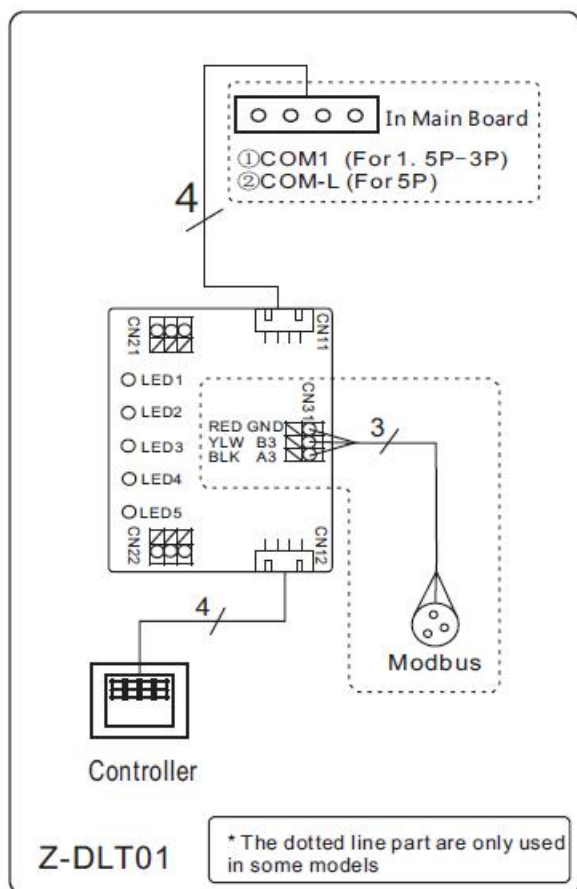 In Main Board
①COM1 (For 1. 5P-3P)
②COM-L (For 5P)
4
CN21
CN11
LED1
LED2
LED3
LED4
LED5
CN31
RED GND
YLW B3
BLK A3
3
CN22
CN12
4
Modbus
Controller
Z-DLT01
* The dotted line part are only used
in some models